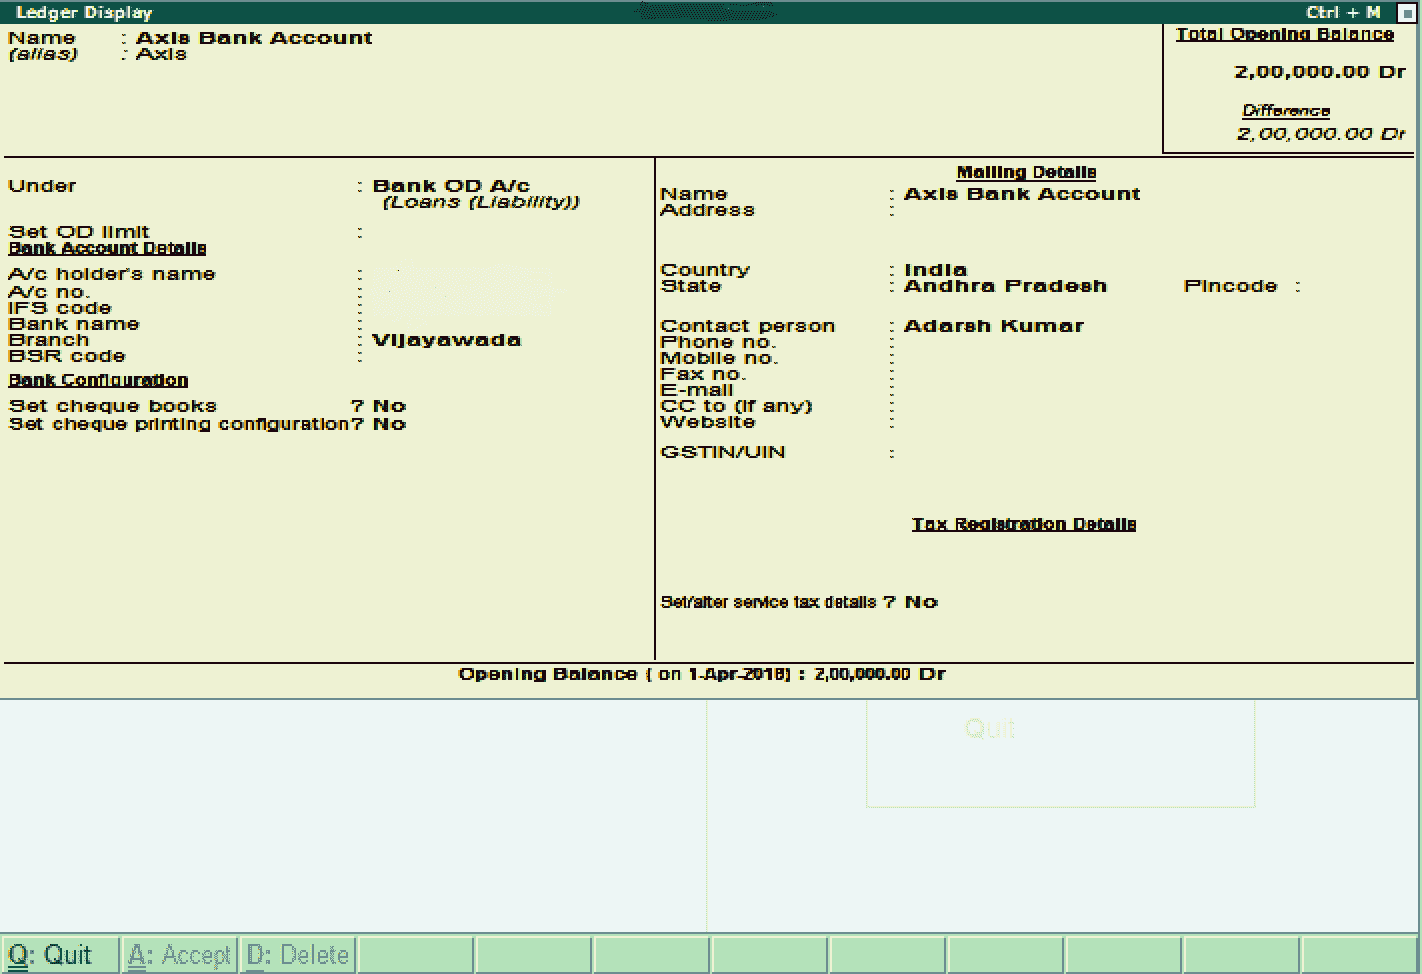 Ledger Display Ctrl + M
Name : Axis Bank Account
(alias) : Axis
Total Opening Balance
2,00,000.00 Dr
Difference
2,00,000.00 Dr
Under : Bank OD A/c
(Loans (Liability))
Set OD limit :
Bank Account Details
A/c holder's name :
A/c no. :
IFS code :
Bank name :
Branch : Vijayawada
BSR code :
Bank Configuration
Set cheque books ? No
Set cheque printing configuration? No
Mailing Details
Name : Axis Bank Account
Address :
Country : India
State : Andhra Pradesh Pincode :
Contact person : Adarsh Kumar
Phone no. :
Mobile no. :
Fax no. :
E-mail :
CC to (if any) :
Website :
GSTIN/UIN :
Tax Registration Details
Set/alter service tax details ? No
Opening Balance ( on 1-Apr-2018) : 2,00,000.00 Dr
Quit
Q: Quit A: Accept D: Delete